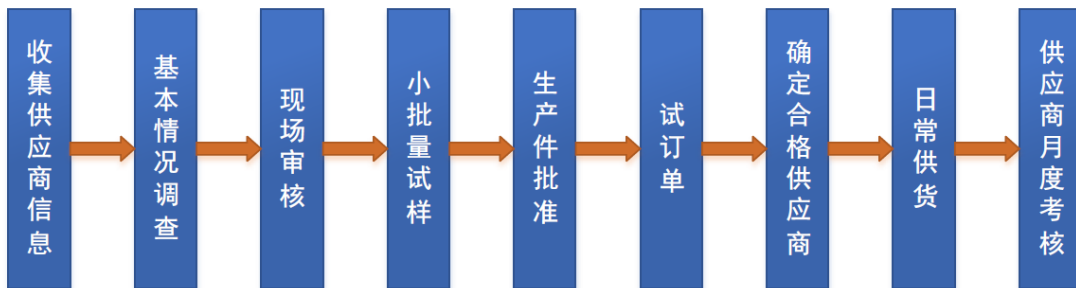 收集供应商信息
基本情况调查
现场审核
小批量试样
生产件批准
试订单
确定合格供应商
日常供货
供应商月度考核